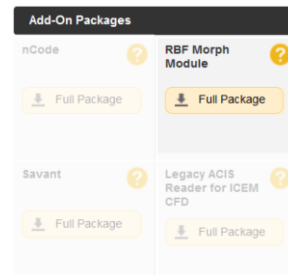 Add-On Packages
nCode
?
RBF Morph
Module
?
Full Package
Full Package
Savant
?
Legacy ACIS
Reader for ICEM
CFD
?
Full Package
Full Package